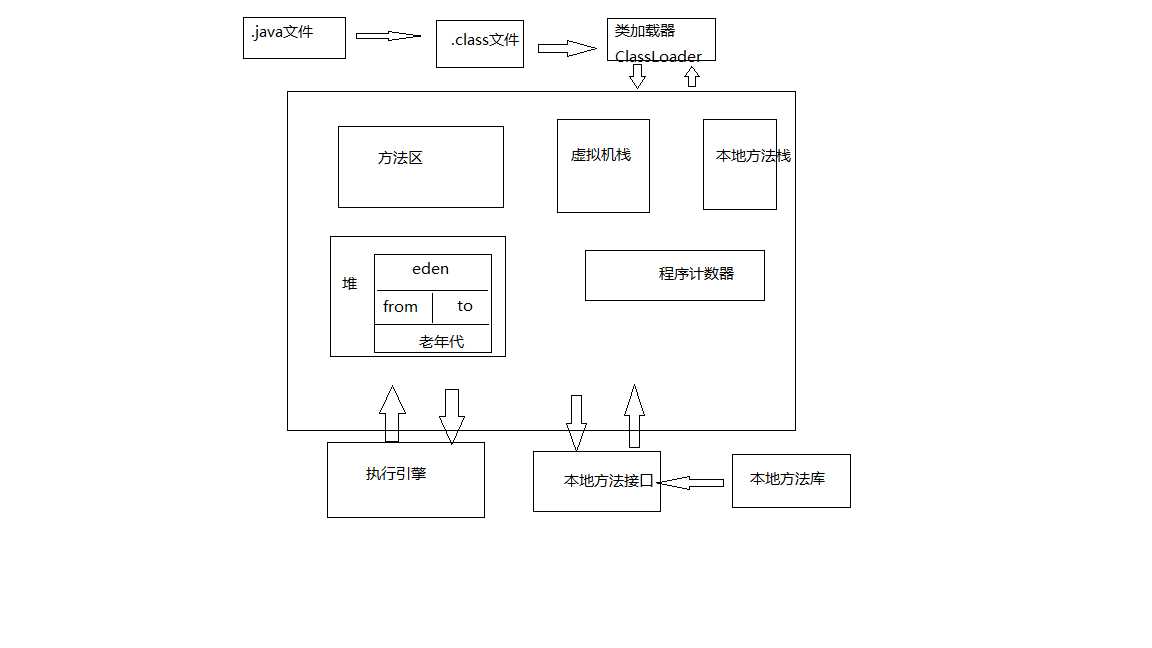 .java文件
.class文件
类加载器
ClassLoader
方法区
虚拟机栈
本地方法栈
堆
eden
from
to
老年代
程序计数器
执行引擎
本地方法接口
本地方法库